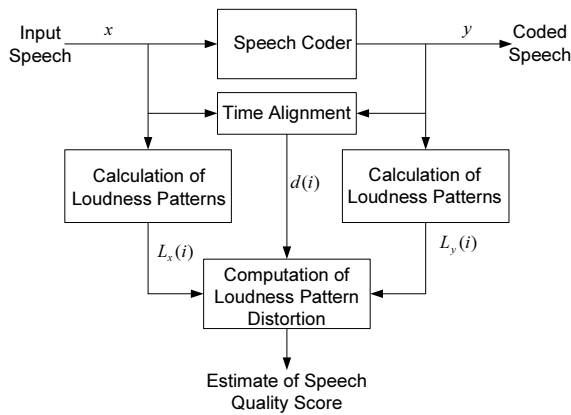 Input
Speech
x
Speech Coder
y
Coded
Speech
Time Alignment
Calculation of
Loudness Patterns
d(i)
Calculation of
Loudness Patterns
Lx(i)
Ly(i)
Computation of
Loudness Pattern
Distortion
Estimate of Speech
Quality Score